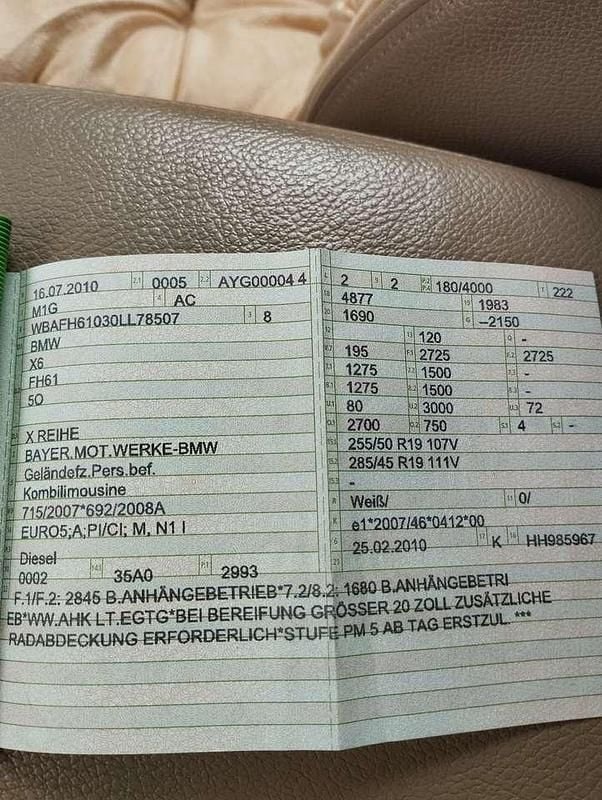 16.07.2010 0005 AYG00004 4
M1G AC
WBAFH61030LL78507 8
BMW
X6
FH61
5O
X REIHE
BAYER.MOT.WERKE-BMW
Geländefz.Pers.bef.
Kombilimousine
715/2007*692/2008A
EURO5;A;PI/CI; M, N1 I
Diesel
0002 35A0 2993
2 2 180/4000 222
4877 1983
1690 –2150
120 -
195 2725 2725
1275 1500 -
1275 1500 -
80 3000 72
2700 750 4 -
255/50 R19 107V
285/45 R19 111V
-
Weiß/ 0/
e1*2007/46*0412*00
25.02.2010 K HH985967
F.1/F.2: 2845 B.ANHÄNGEBETRIEB*7.2/8.2: 1680 B.ANHÄNGEBETRI
EB*WW.AHK LT.EGTG*BEI BEREIFUNG GRÖSSER 20 ZOLL ZUSÄTZLICHE
RADABDECKUNG ERFORDERLICH*STUFE PM 5 AB TAG ERSTZUL. ***